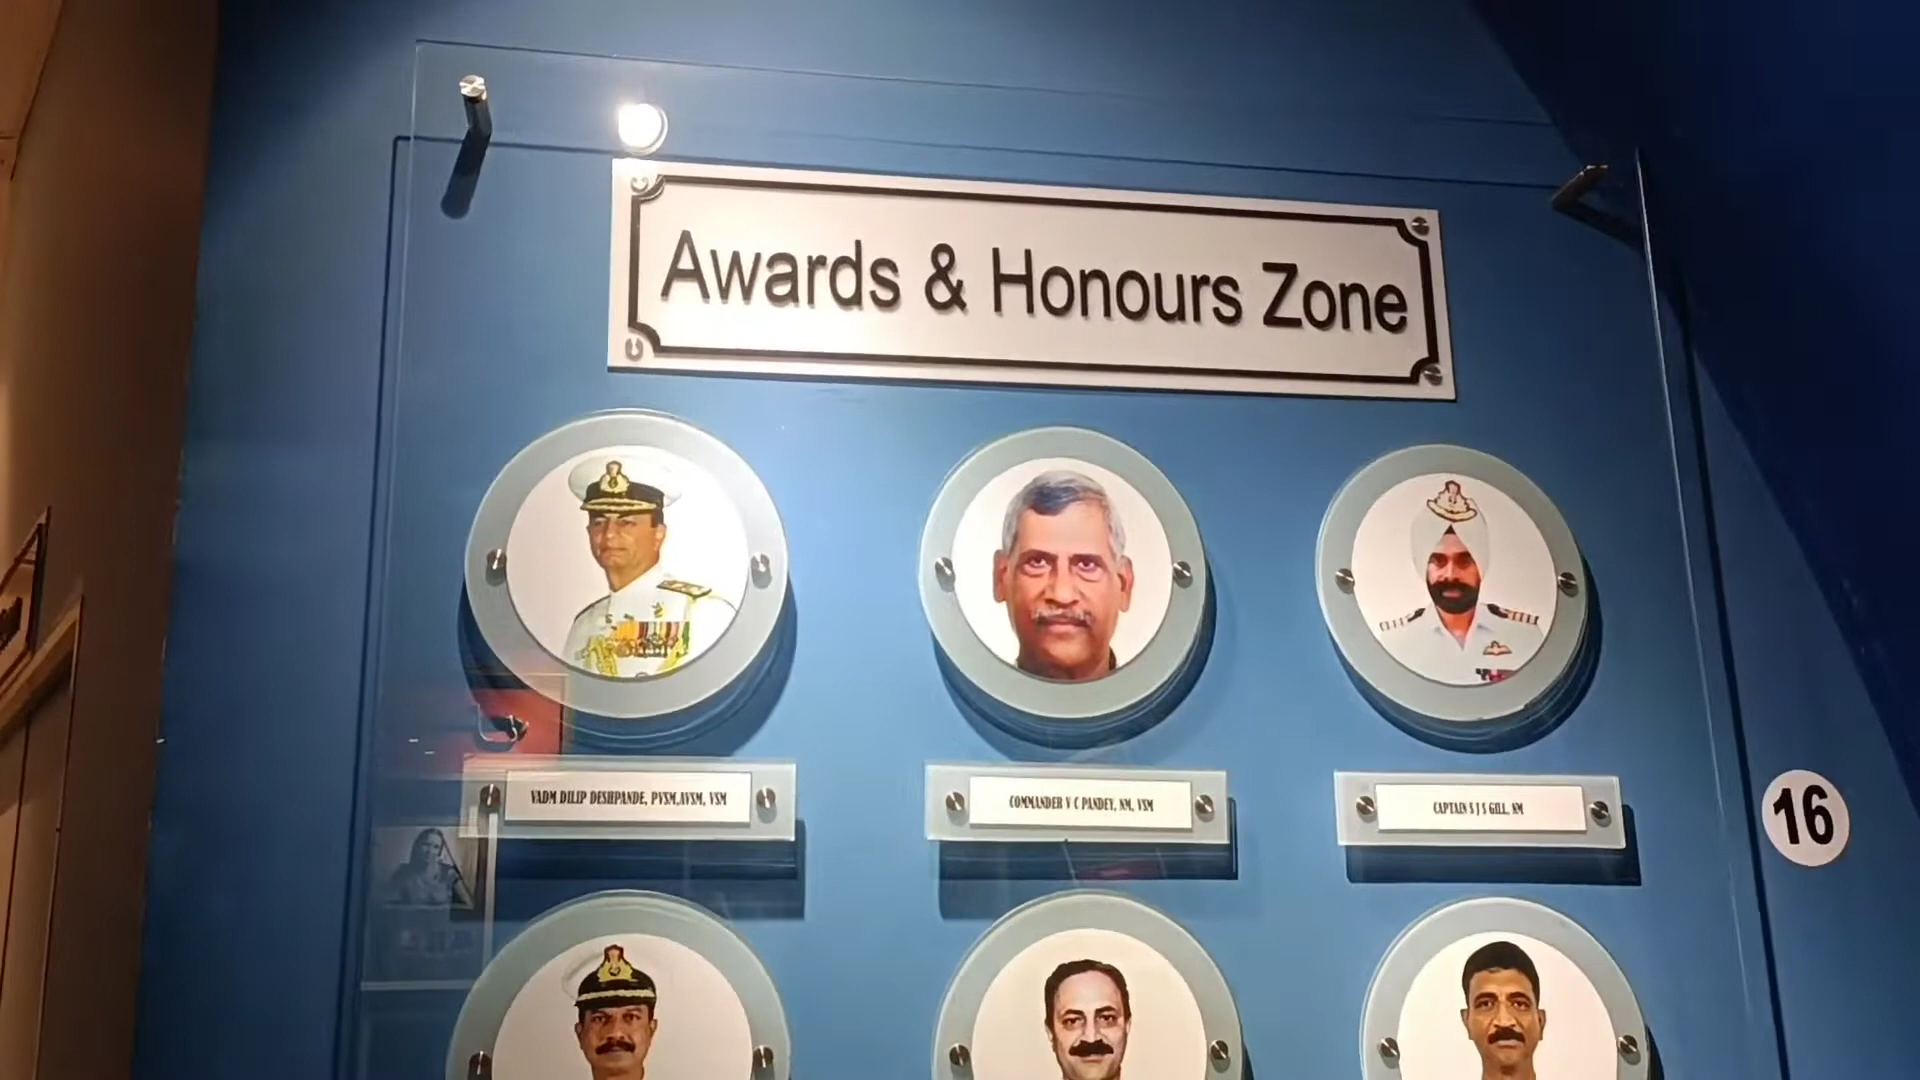 Awards & Honours Zone
VADM DILIP DESHPANDE, PVSM,AVSM, VSM
COMMANDER V C PANDEY, NM, VSM
CAPTAIN S J S GILL, NM
16